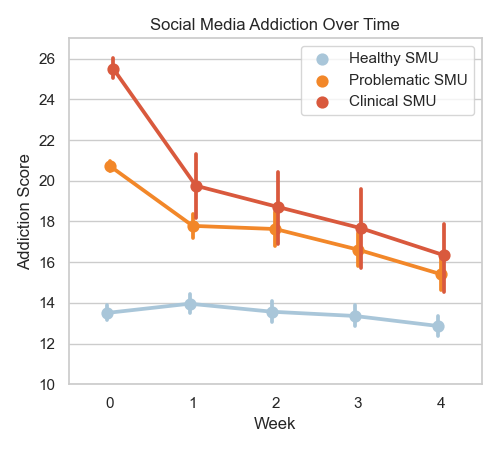 Social Media Addiction Over Time
Healthy SMU
Problematic SMU
Clinical SMU
26
24
22
20
18
16
14
12
10
Addiction Score
0 1 2 3 4
Week